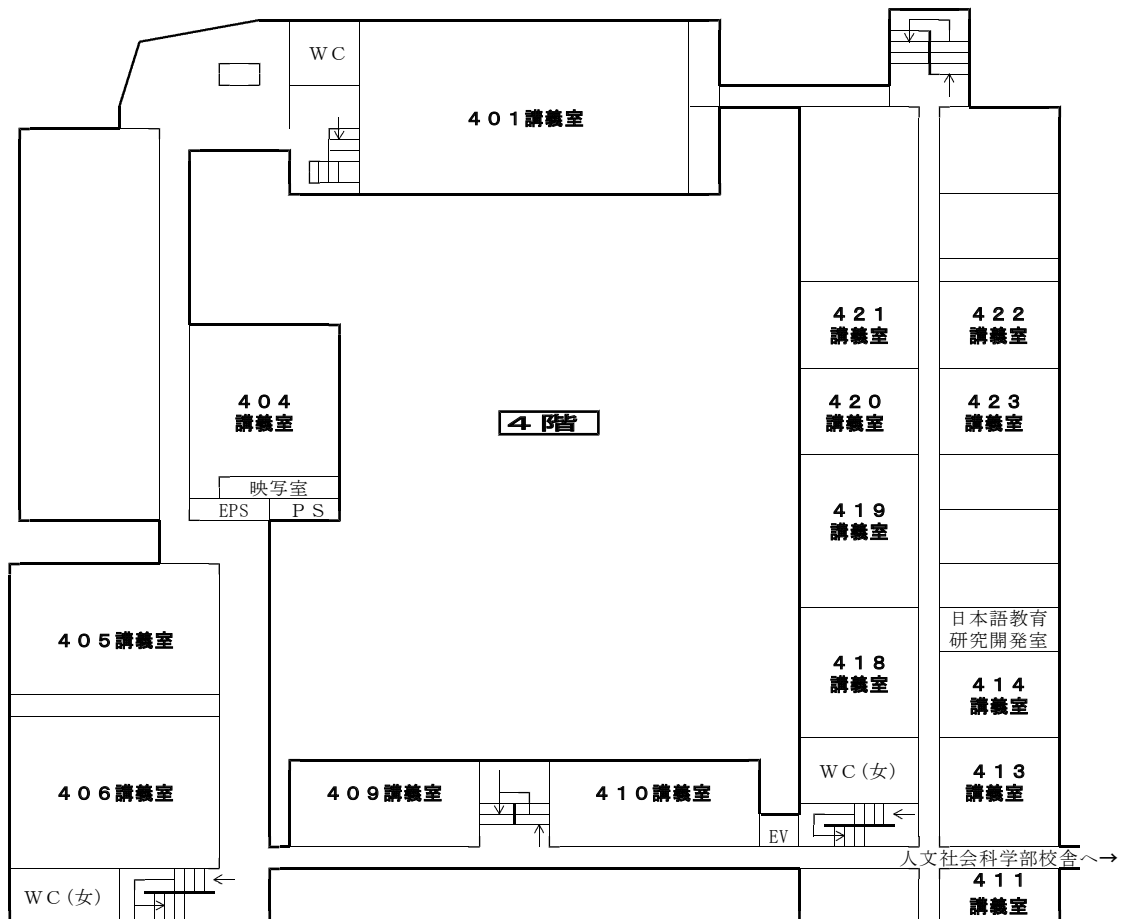 ＷＣ
４０１講義室
４２１
講義室
４２２
講義室
４０４
講義室
４階
４２０
講義室
４２３
講義室
映写室
EPS
ＰＳ
４１９
講義室
日本語教育
研究開発室
４０５講義室
４１８
講義室
４１４
講義室
４０６講義室
４０９講義室
４１０講義室
ＷＣ(女)
４１３
講義室
EV
人文社会科学部校舎へ→
ＷＣ(女)
４１１
講義室